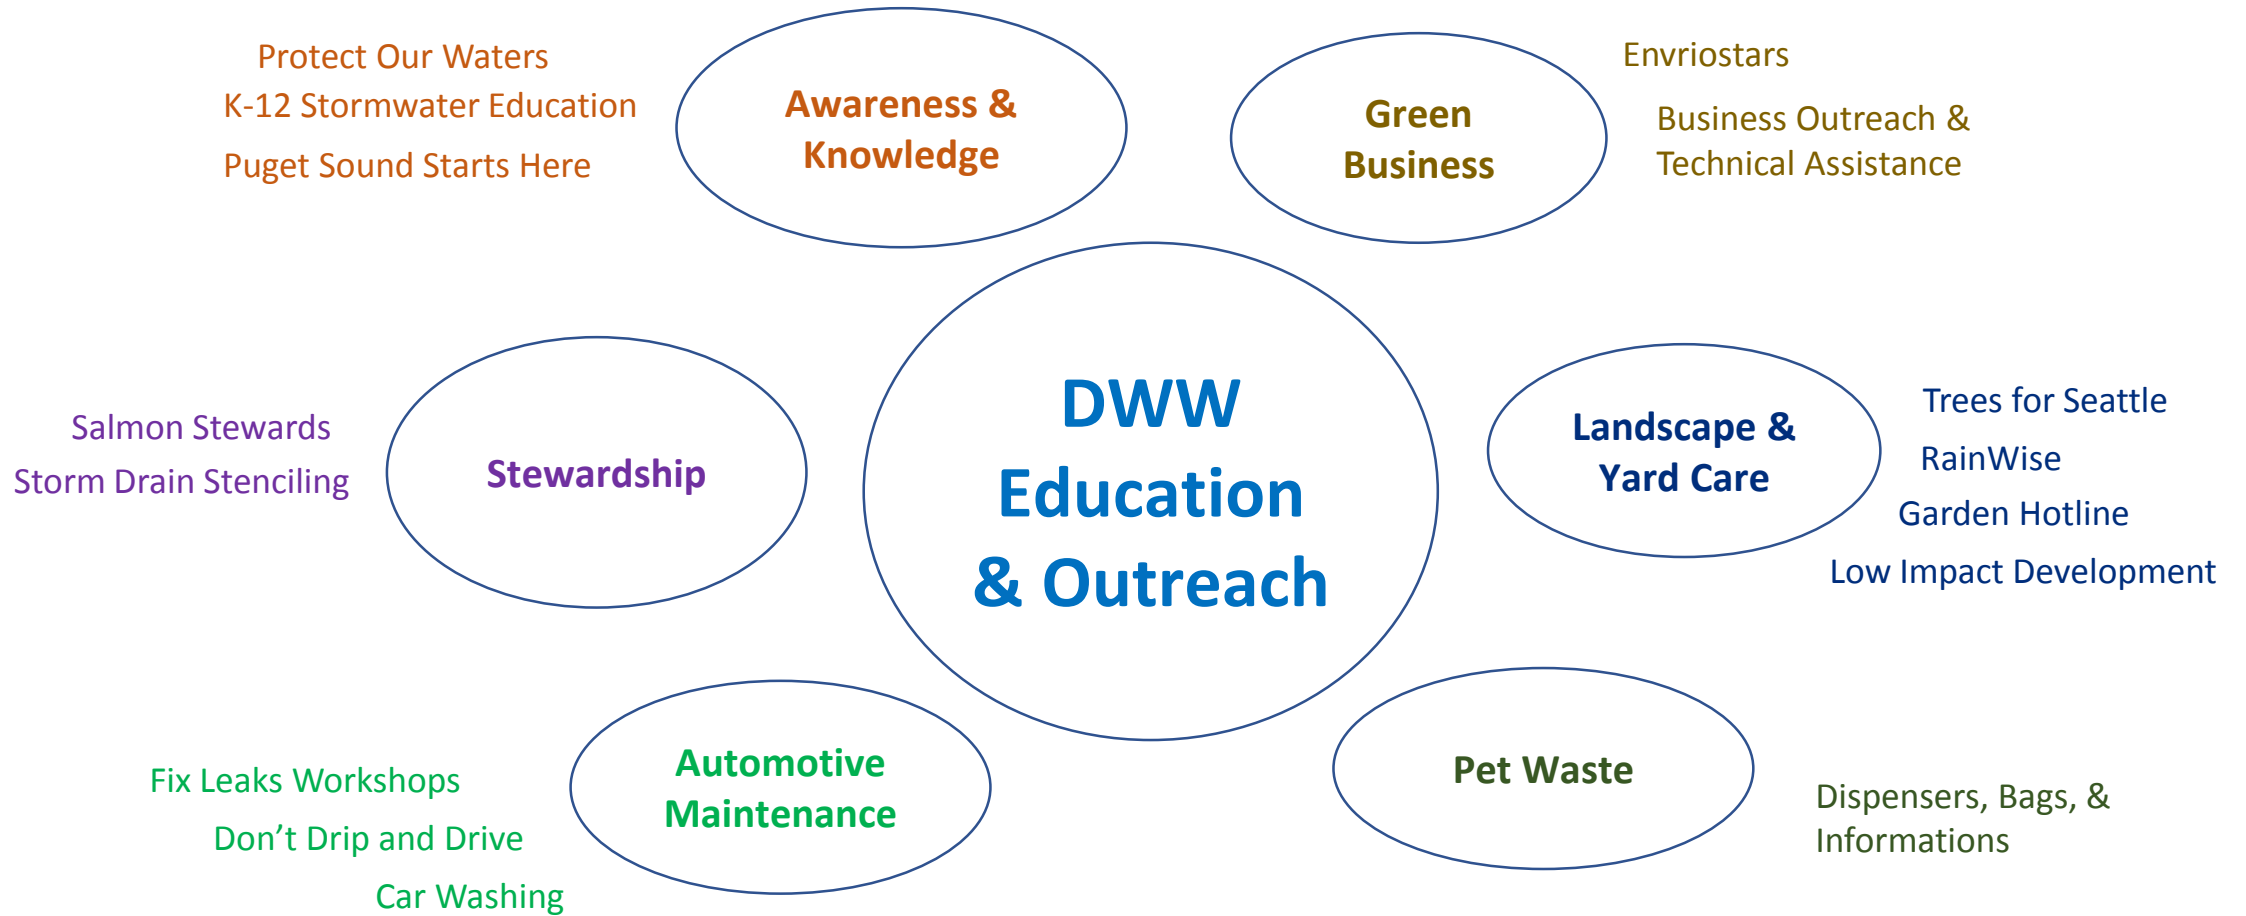 Protect Our Waters
K-12 Stormwater Education
Puget Sound Starts Here
Awareness &
Knowledge
Green
Business
Envriostars
Business Outreach &
Technical Assistance
Salmon Stewards
Storm Drain Stenciling
Stewardship
DWW
Education
& Outreach
Landscape &
Yard Care
Trees for Seattle
RainWise
Garden Hotline
Low Impact Development
Fix Leaks Workshops
Don’t Drip and Drive
Car Washing
Automotive
Maintenance
Pet Waste
Dispensers, Bags, &
Informations